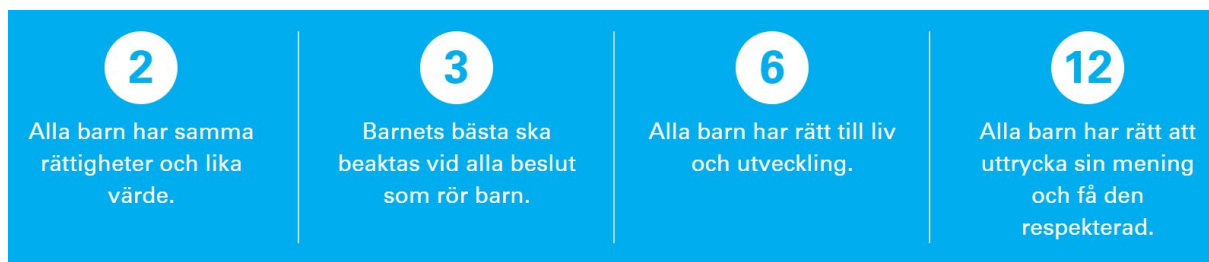 2
Alla barn har samma
rättigheter och lika
värde.
3
Barnets bästa ska
beaktas vid alla beslut
som rör barn.
6
Alla barn har rätt till liv
och utveckling.
12
Alla barn har rätt att
uttrycka sin mening
och få den
respekterad.